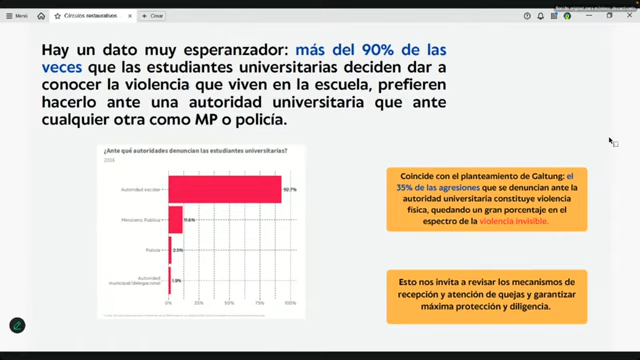 Menú
Círculos restaurativos
+ Crear
Hay un dato muy esperanzador: más del 90% de las
veces que las estudiantes universitarias deciden dar a
conocer la violencia que viven en la escuela, prefieren
hacerlo ante una autoridad universitaria que ante
cualquier otra como MP o policía.
¿Ante qué autoridades denuncian las estudiantes universitarias?
Autoridad escolar
92.7%
Ministerio Público
11.6%
Policía
2.5%
Autoridad
municipal/delegacional
1.9%
0% 25% 50% 75% 100%
Coincide con el planteamiento de Galtung: el
35% de las agresiones que se denuncian ante la
autoridad universitaria constituye violencia
física, quedando un gran porcentaje en el
espectro de la violencia invisible.
Esto nos invita a revisar los mecanismos de
recepción y atención de quejas y garantizar
máxima protección y diligencia.